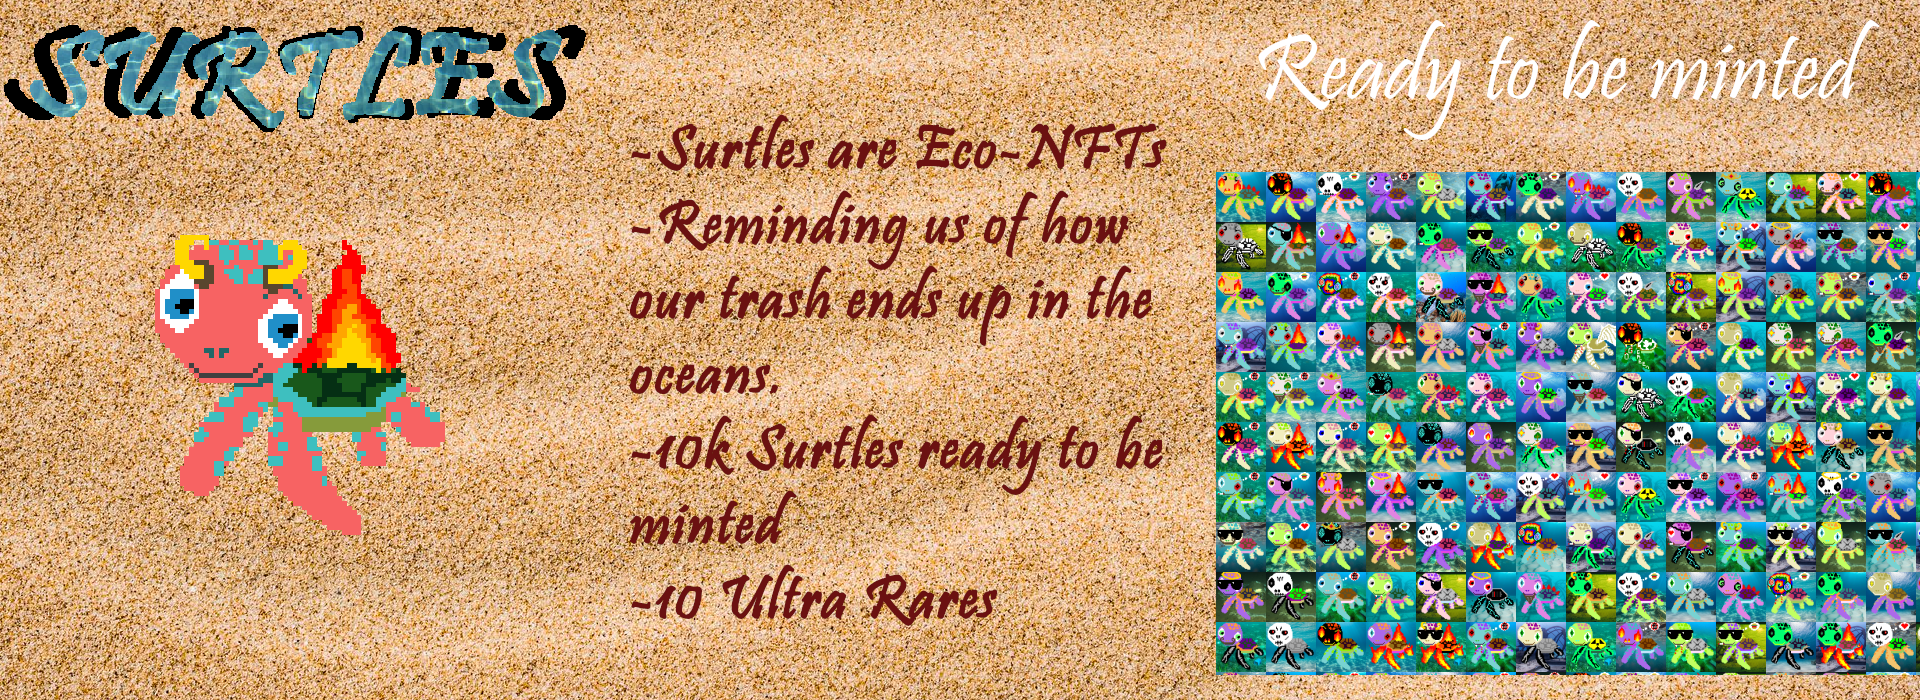 SURTLES
Ready to be minted
~Surtles are Eco-NFTs
~Reminding us of how
our trash ends up in the
oceans.
~10k Surtles ready to be
minted
~10 Ultra Rares